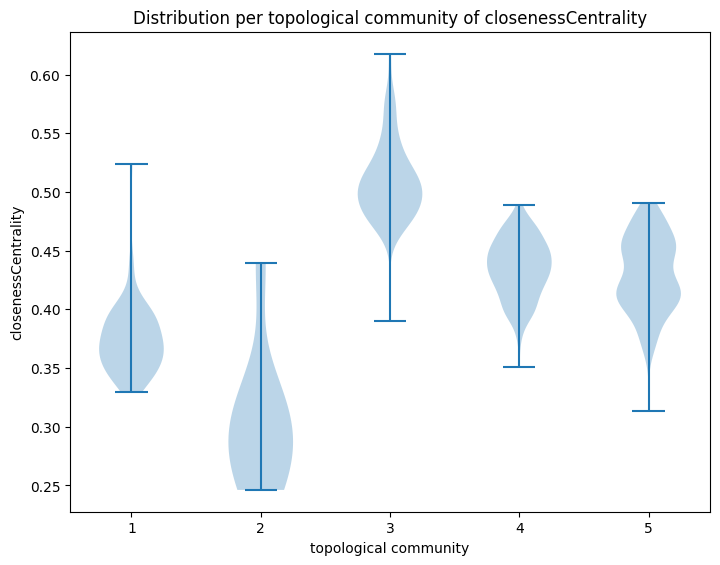 Distribution per topological community of closenessCentrality
closenessCentrality
0.60
0.55
0.50
0.45
0.40
0.35
0.30
0.25
1 2 3 4 5
topological community